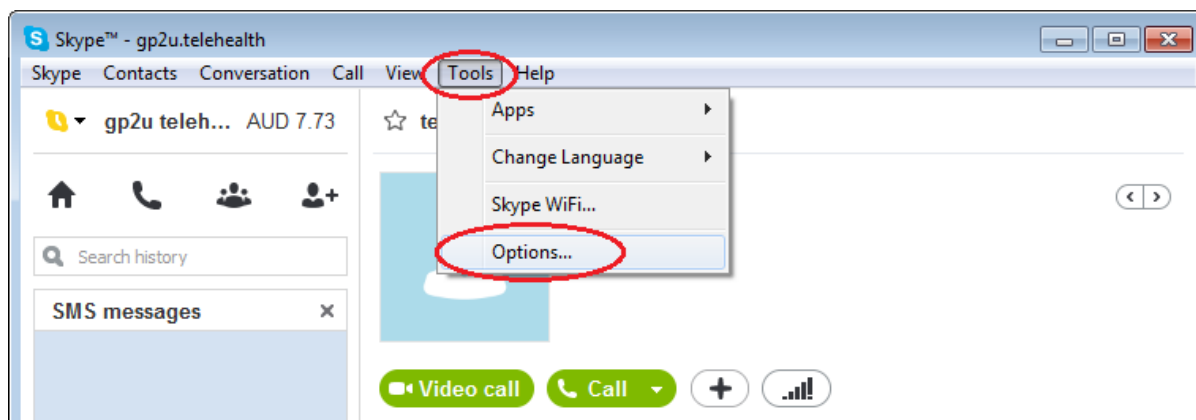 Skype™ - gp2u.telehealth
Skype Contacts Conversation Call View Tools Help
gp2u teleh... AUD 7.73
te
Apps
Change Language
Skype WiFi...
Options...
Search history
SMS messages
Video call
Call